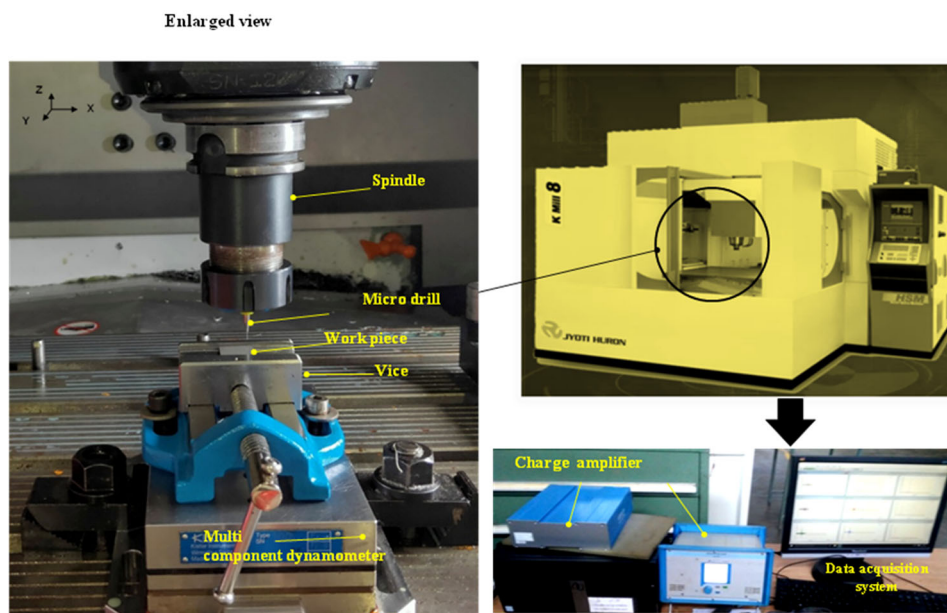 Enlarged view
Z
X
Y
Spindle
Micro drill
Work piece
Vice
Multi
component dynamometer
Type
K Mill 8
HSM
JYOTI HURON
Charge amplifier
Data acquisition
system